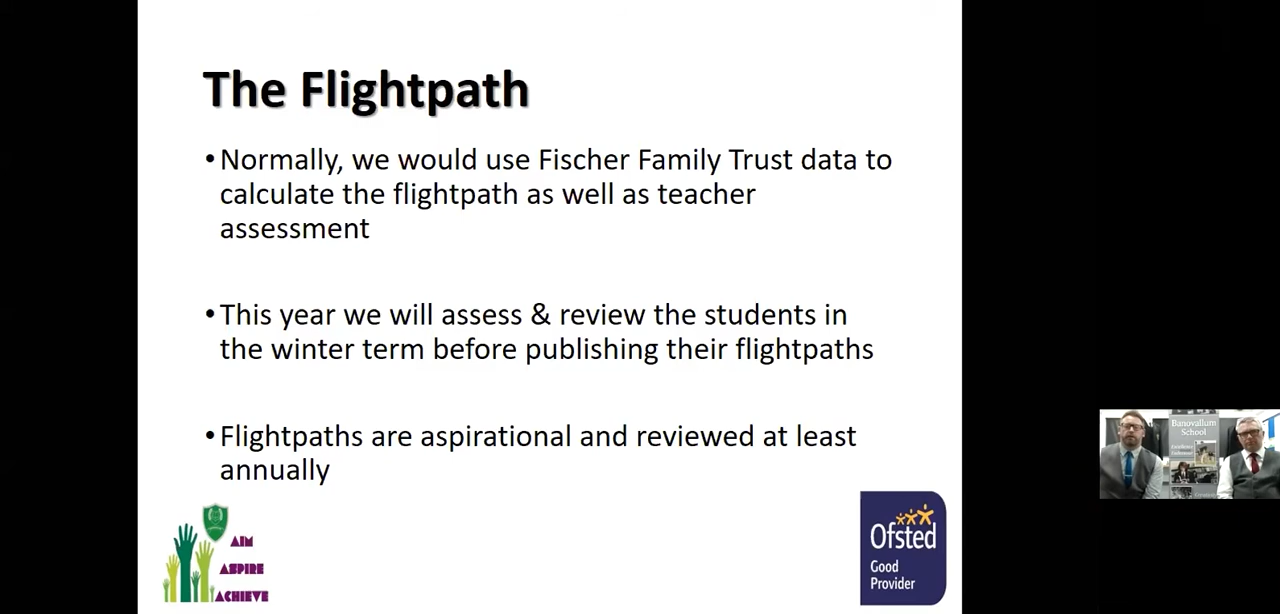 The Flightpath
•Normally, we would use Fischer Family Trust data to
calculate the flightpath as well as teacher
assessment
•This year we will assess & review the students in
the winter term before publishing their flightpaths
•Flightpaths are aspirational and reviewed at least
annually
AIM
ASPIRE
ACHIEVE
Ofsted
Good
Provider
Banovallum
School